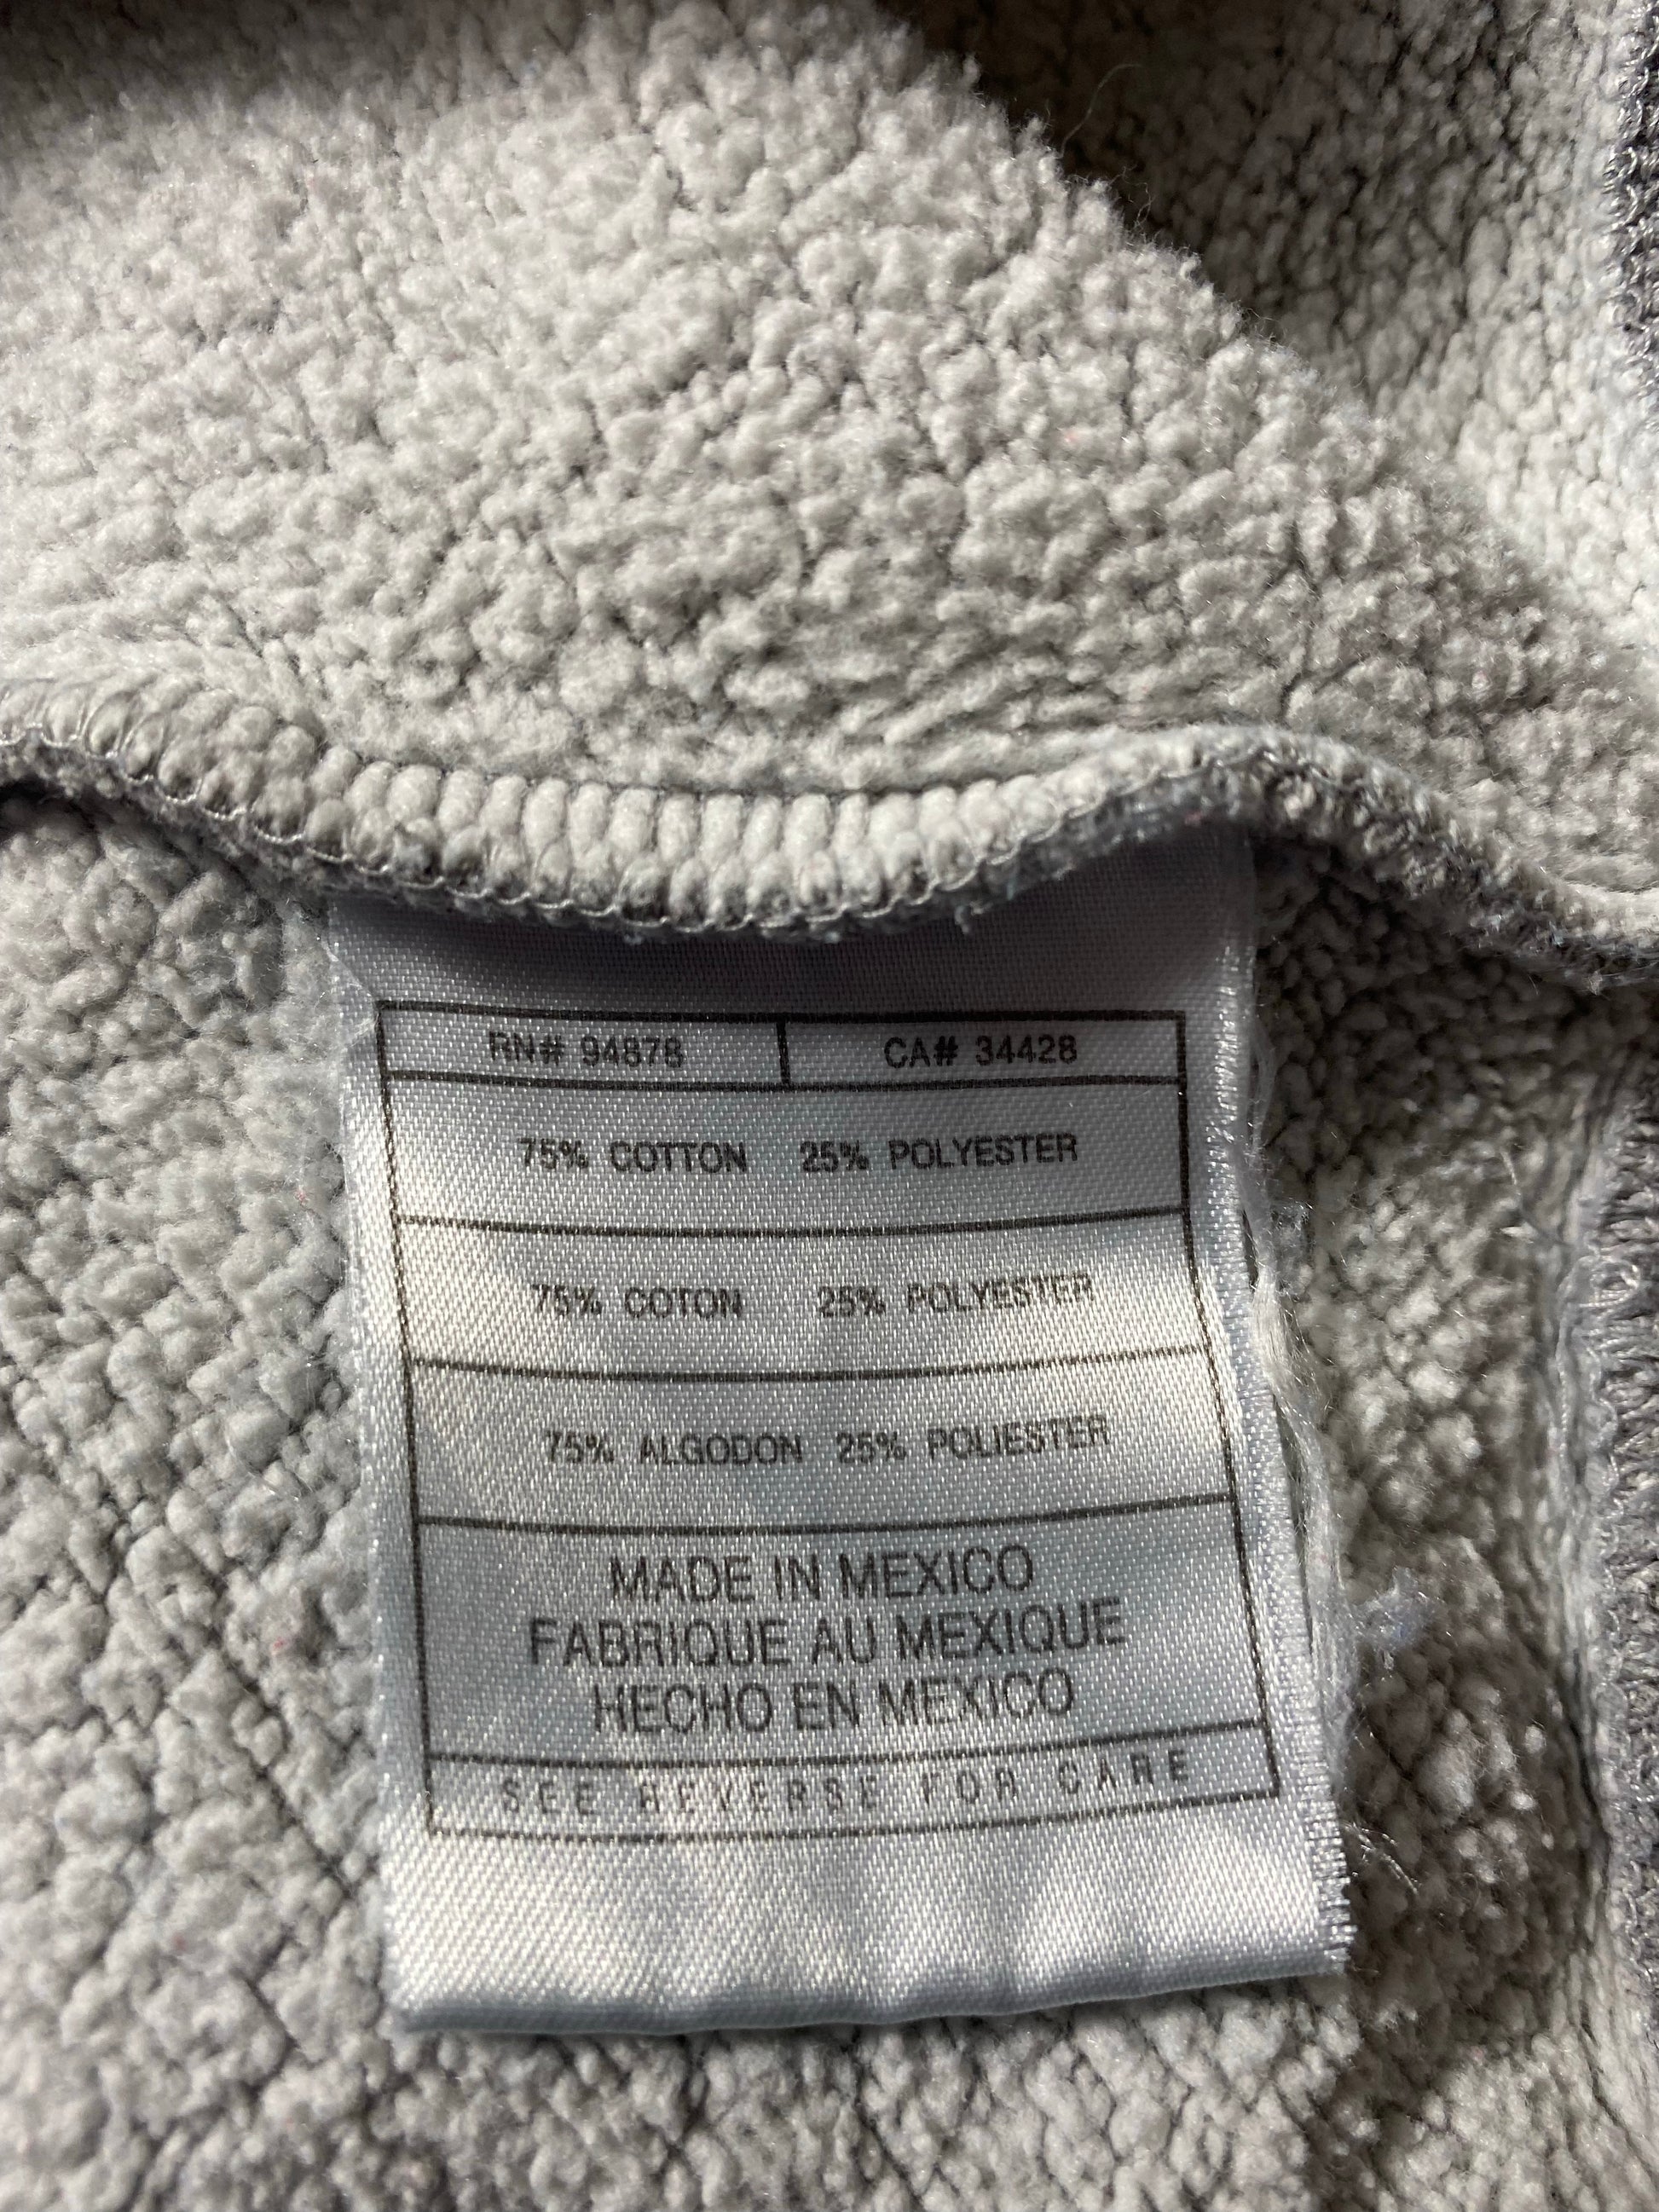 RN# 94878 CA# 34428
75% COTTON 25% POLYESTER
75% COTON 25% POLYESTER
75% ALGODON 25% POLIESTER
MADE IN MEXICO
FABRIQUE AU MEXIQUE
HECHO EN MEXICO
SEE REVERSE FOR CARE